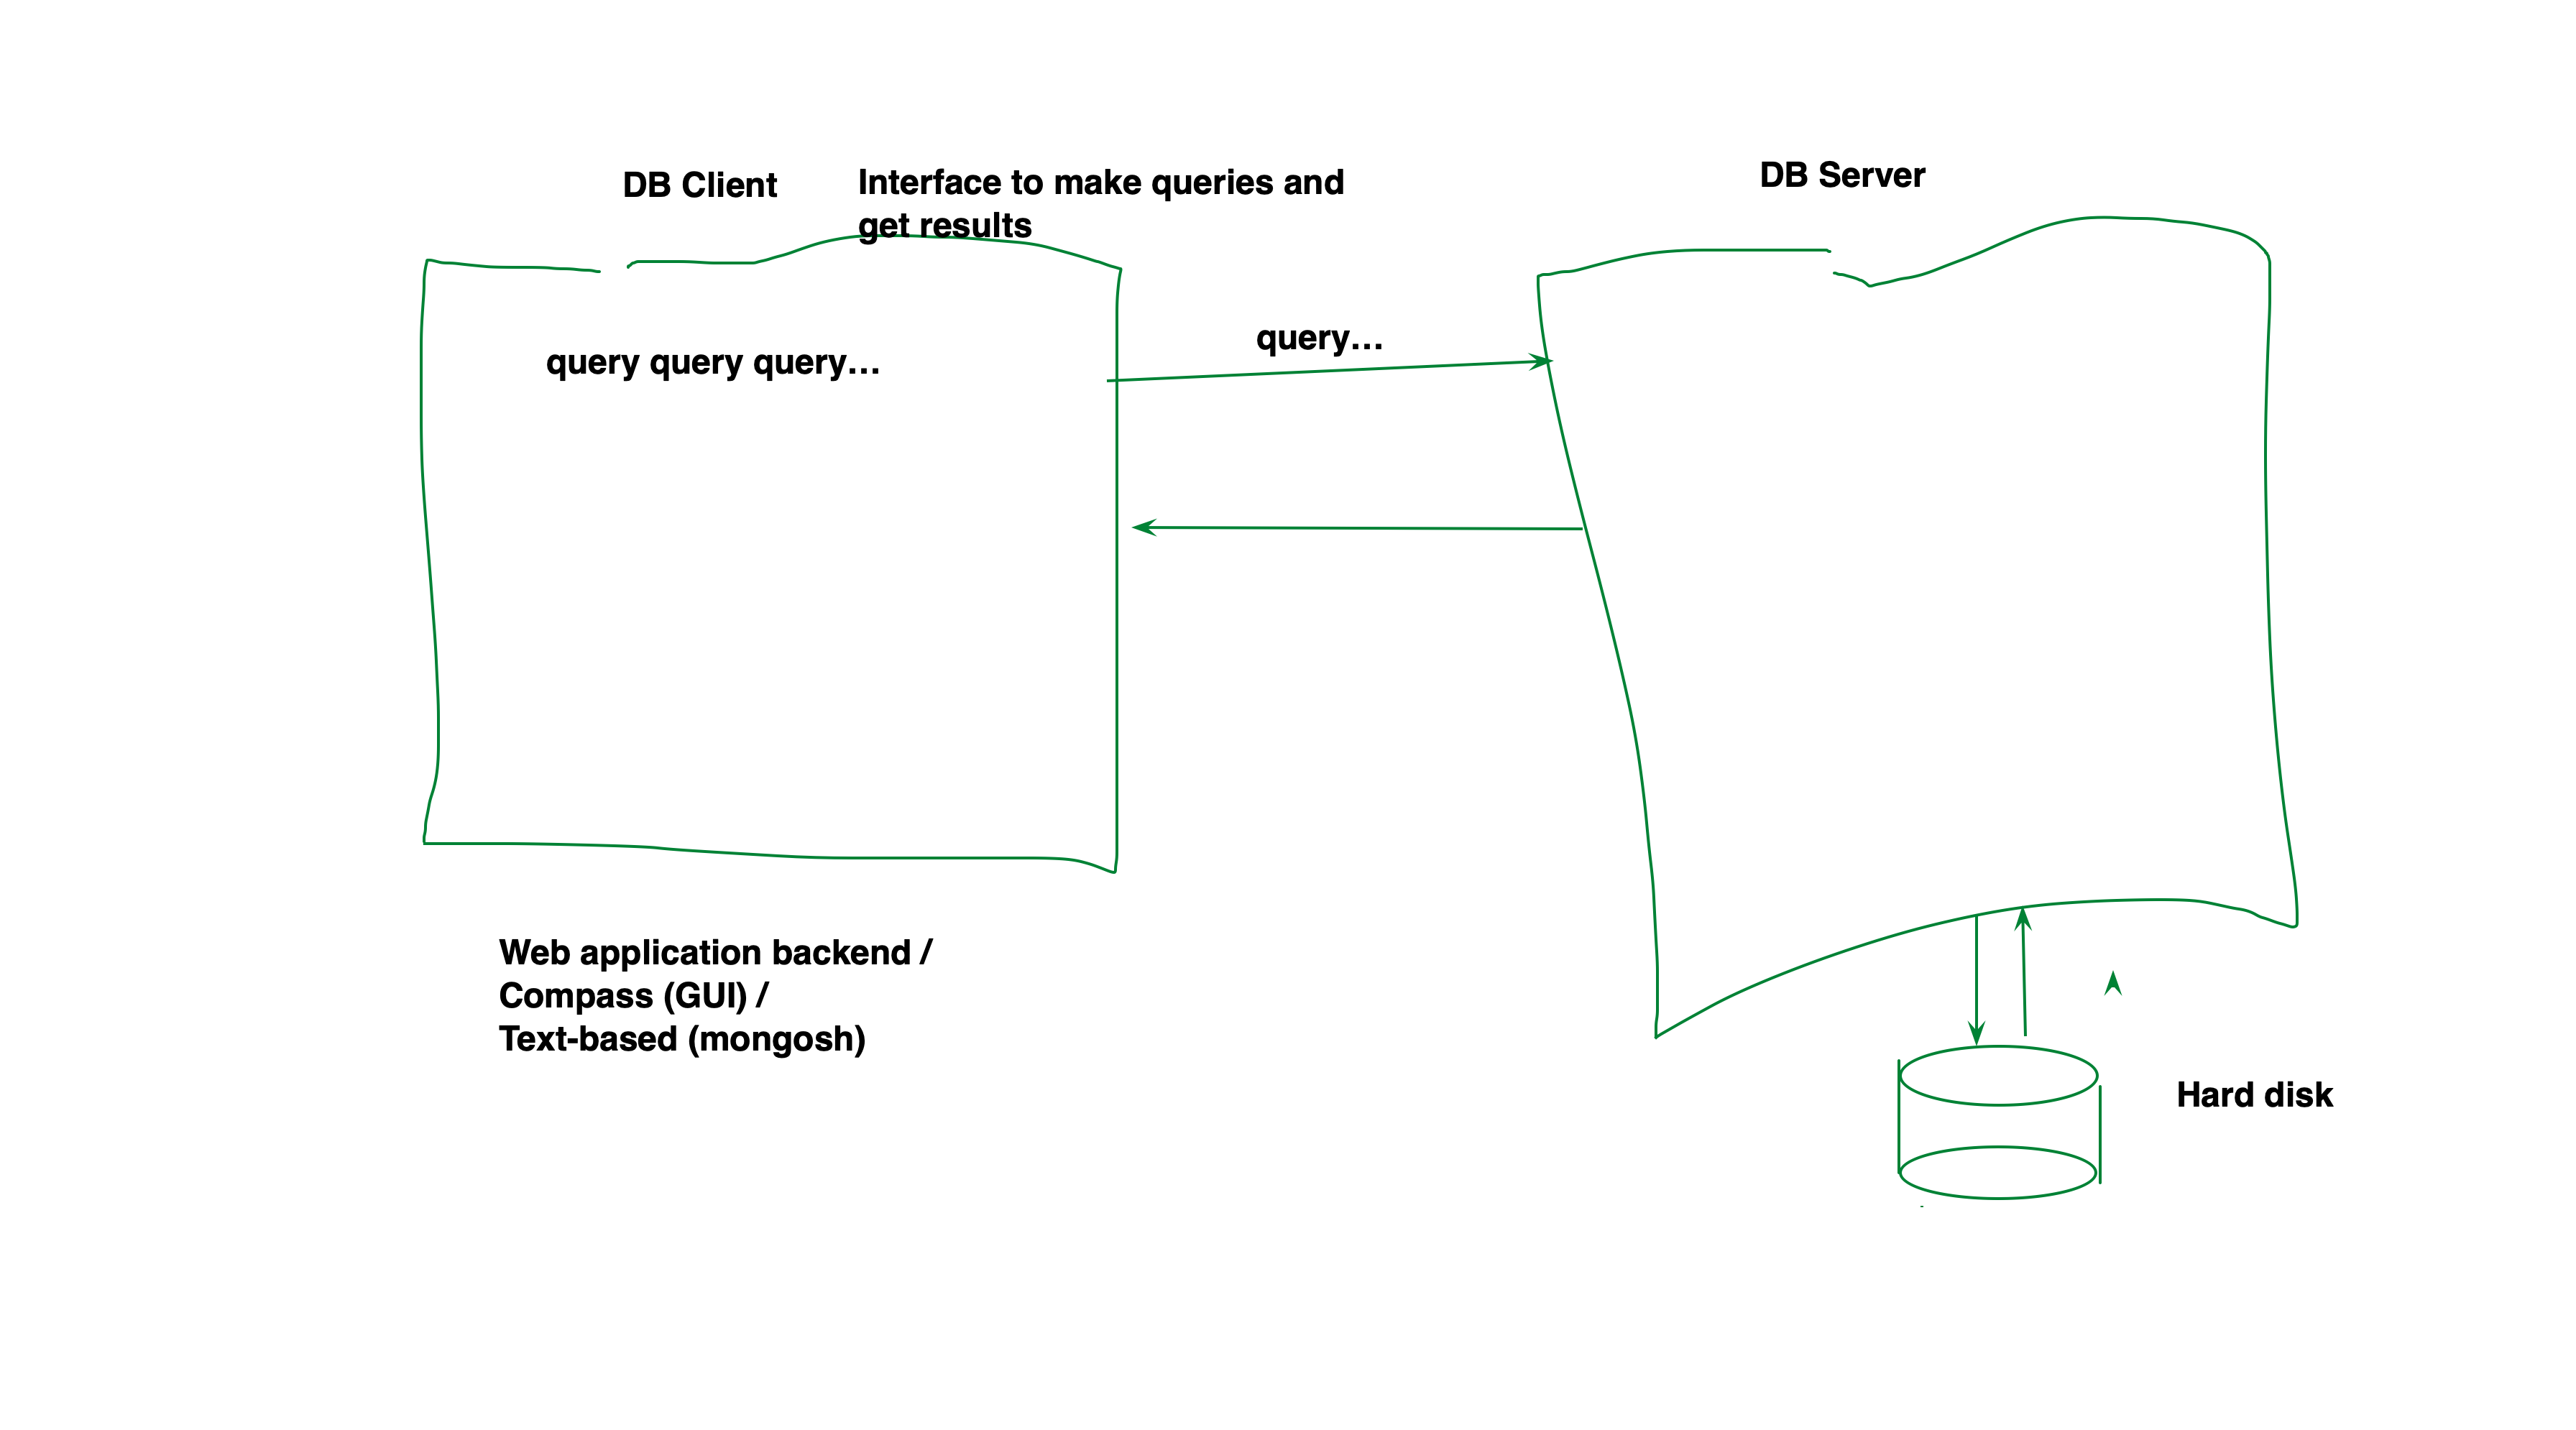 DB Client
Interface to make queries and
get results
DB Server
query query query...
query...
Web application backend /
Compass (GUI) /
Text-based (mongosh)
Hard disk